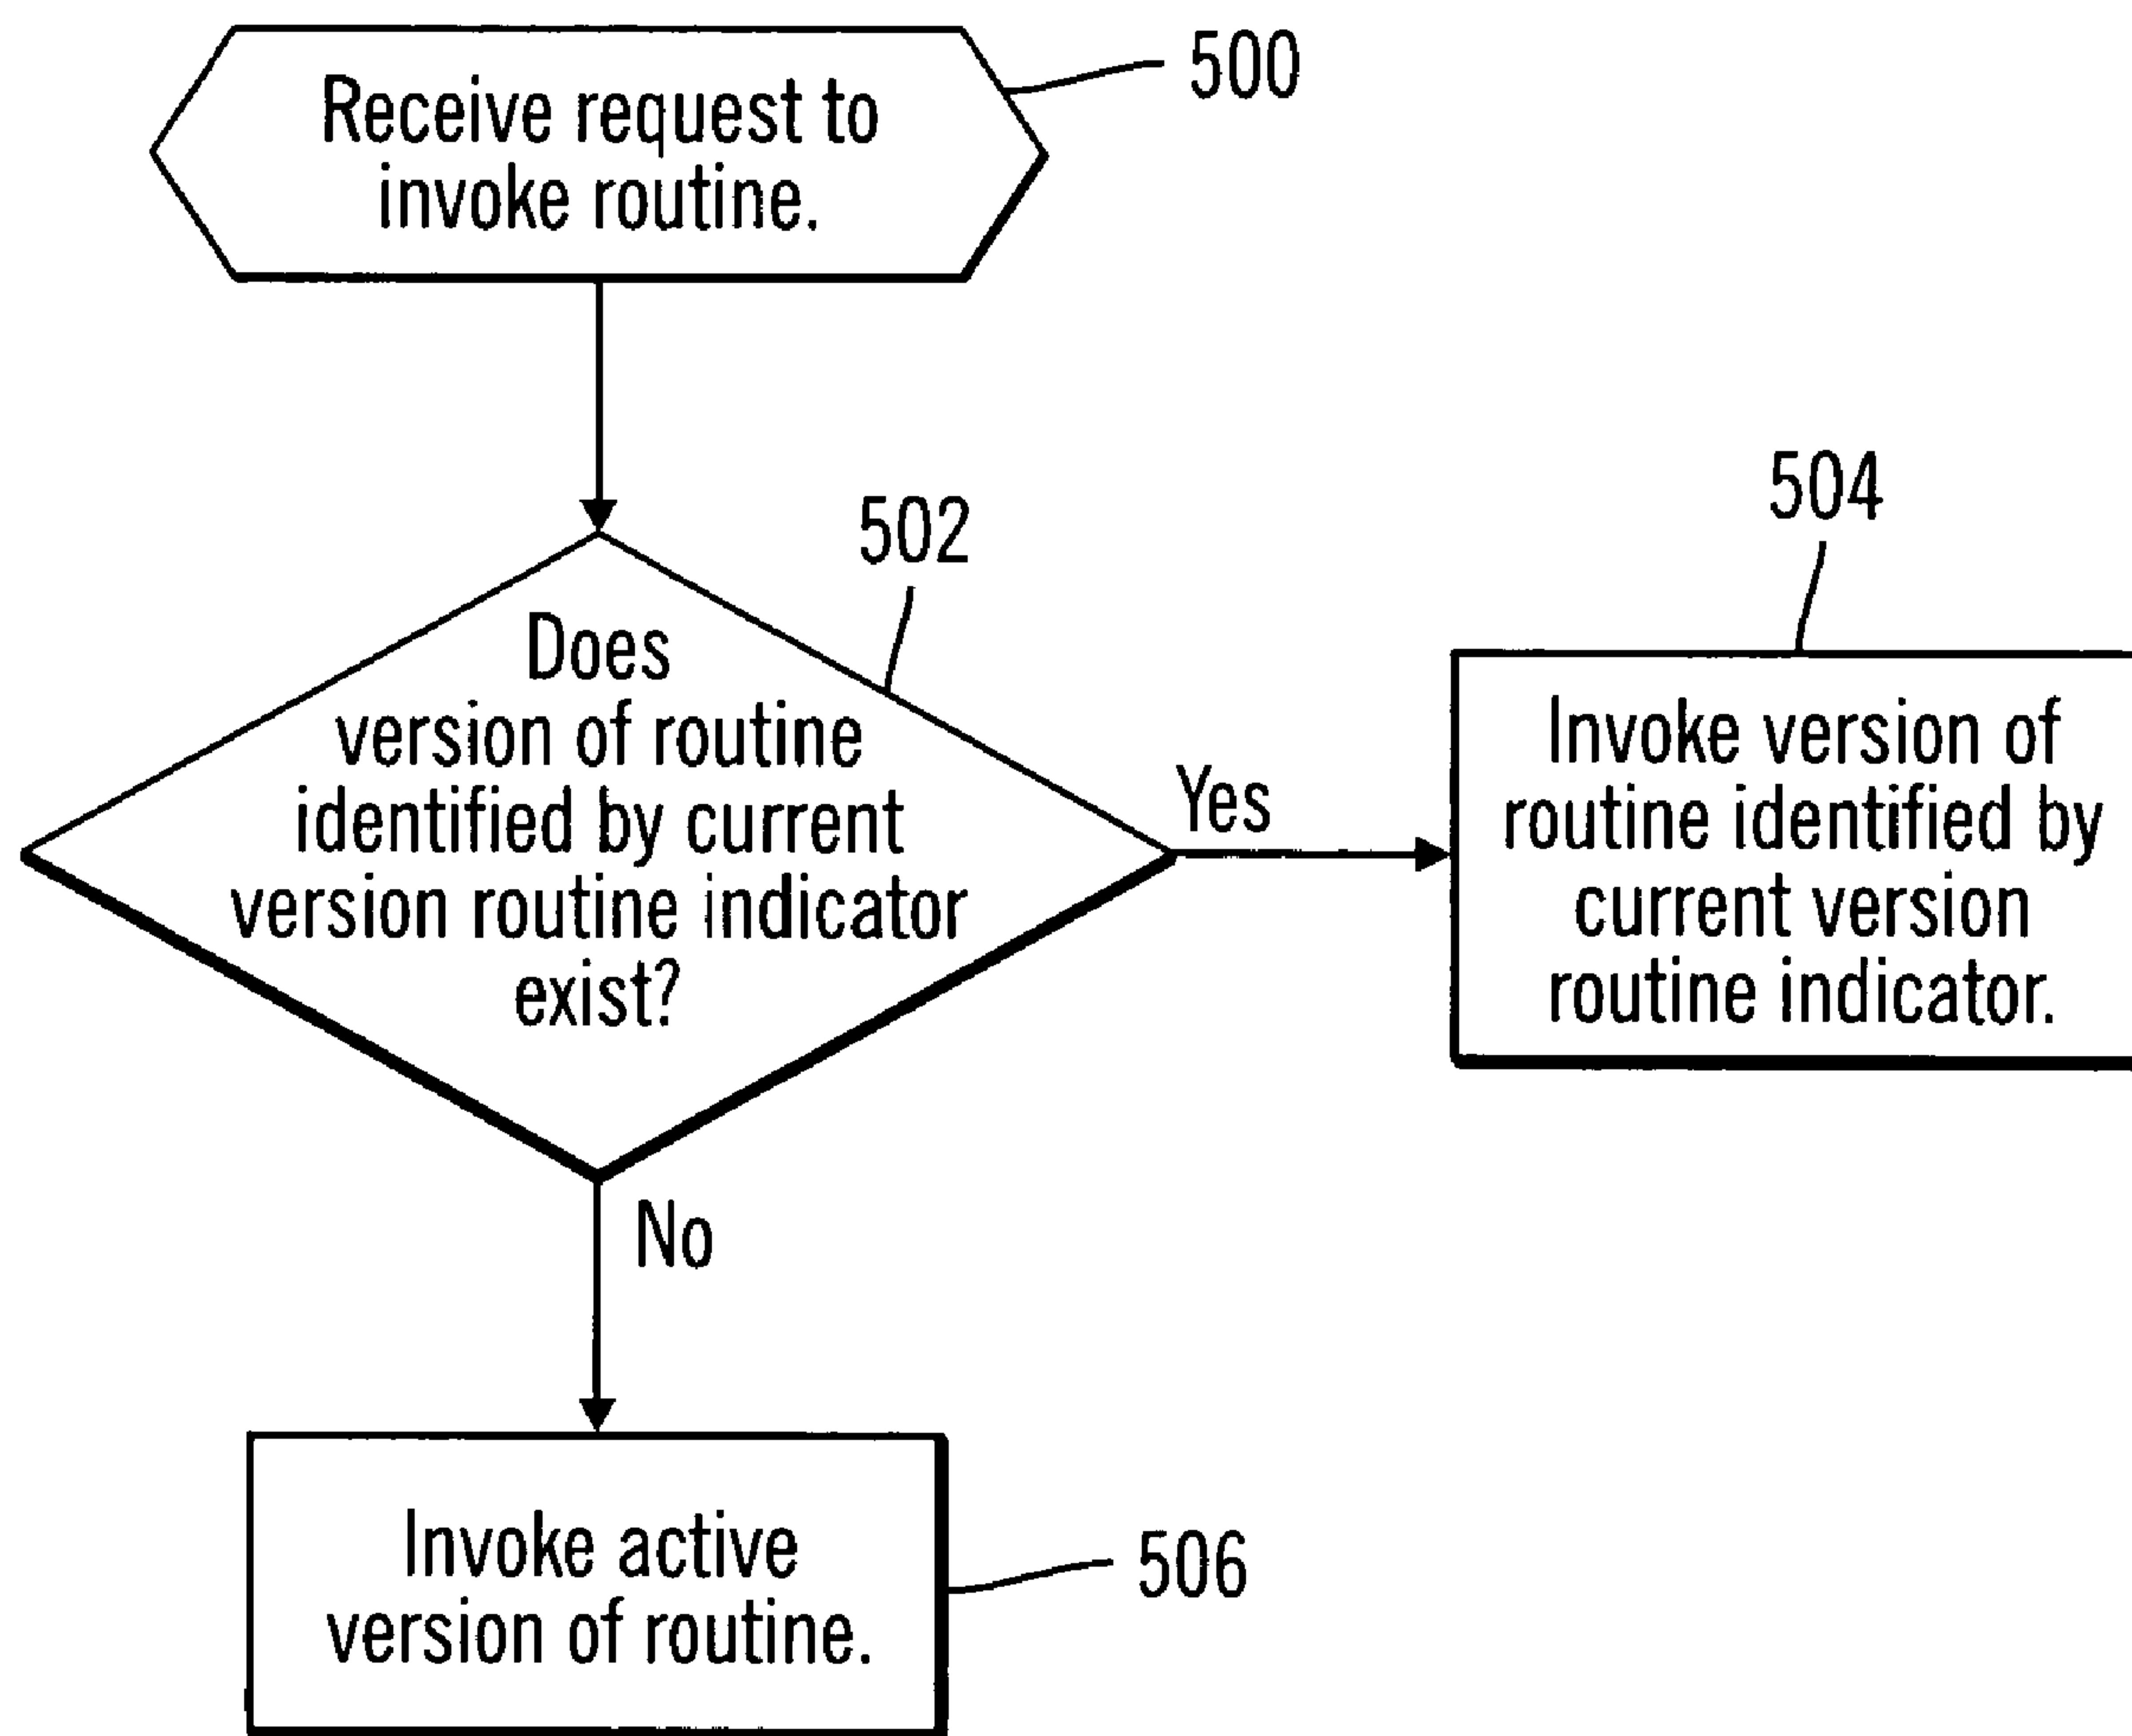 Receive request to
invoke routine.
500
502
Does
version of routine
identified by current
version routine indicator
exist?
Yes
504
Invoke version of
routine identified by
current version
routine indicator.
No
Invoke active
version of routine.
506